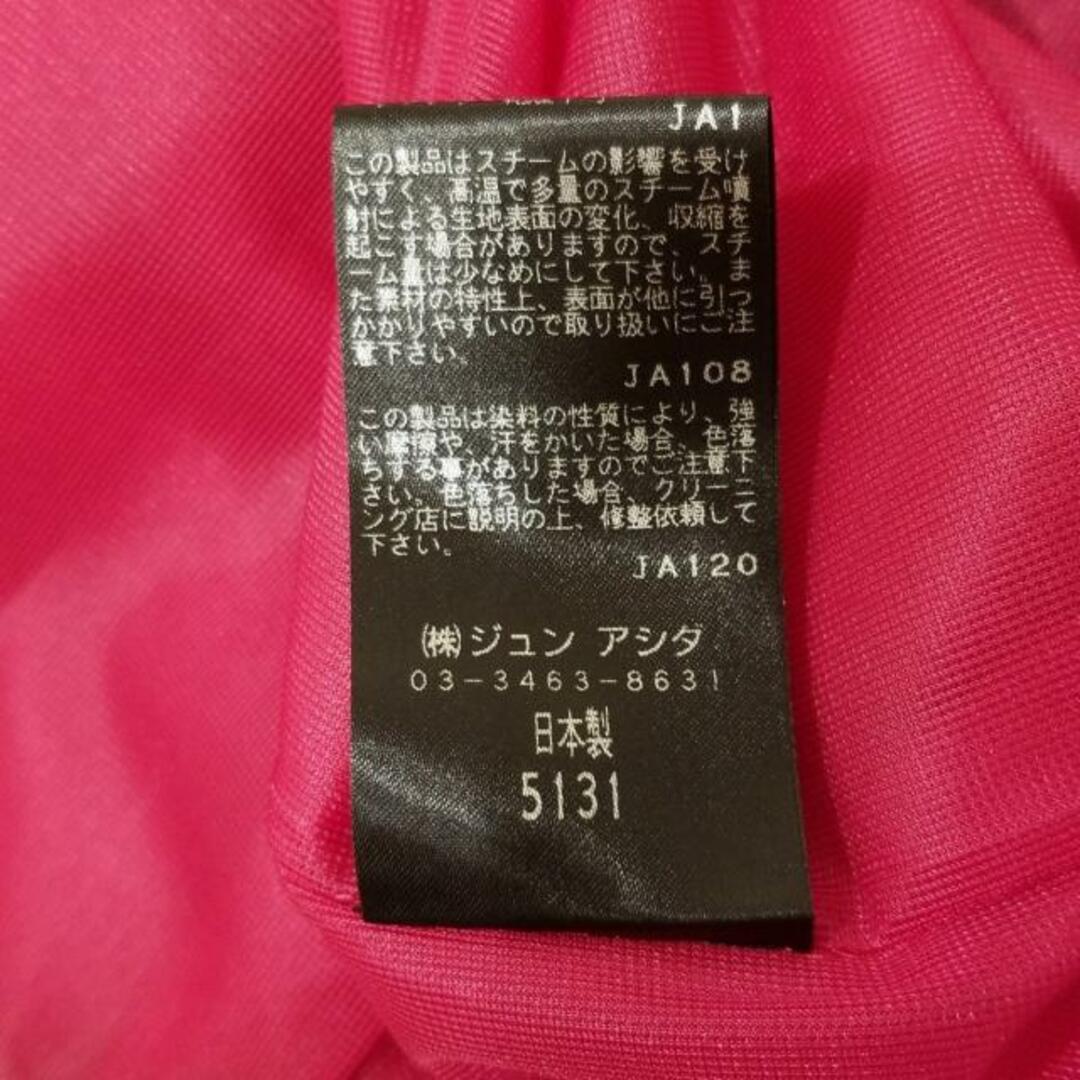 JA1
この製品はスチームの影響を受け
やすく、高温で多量のスチーム噴
射による生地表面の変化、収縮を
起こす場合がありますので、スチ
ーム量は少なめにして下さい。ま
た素材の特性上、表面が他に引っ
かかりやすいので取り扱いにご注
意下さい。
JA108
この製品は染料の性質により、強
い摩擦や、汗をかいた場合、色落
ちする事がありますのでご注意下
さい。色落ちした場合、クリーニ
ング店に説明の上、修整依頼して
下さい。
JA120
㈱ジュン アシダ
03-3463-8631
日本製
5131